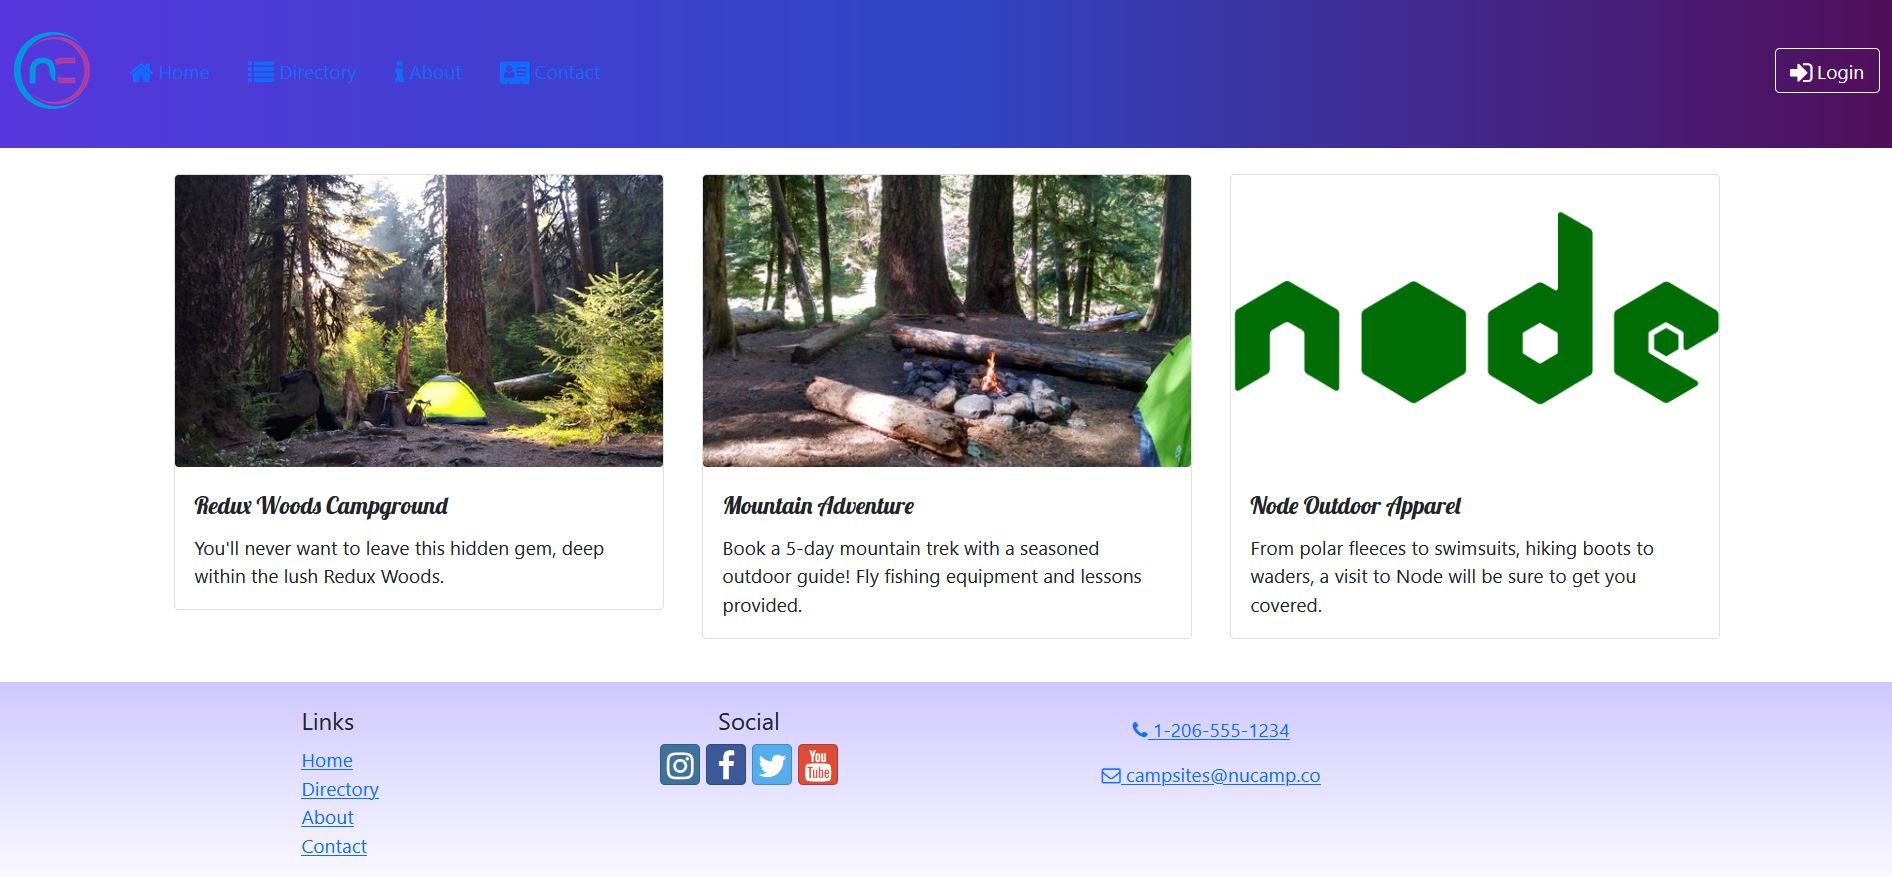 nc Home Directory About Contact Login
node
Redux Woods Campground
You'll never want to leave this hidden gem, deep
within the lush Redux Woods.
Mountain Adventure
Book a 5-day mountain trek with a seasoned
outdoor guide! Fly fishing equipment and lessons
provided.
Node Outdoor Apparel
From polar fleeces to swimsuits, hiking boots to
waders, a visit to Node will be sure to get you
covered.
Links
Home
Directory
About
Contact
Social
You
Tube
1-206-555-1234
campsites@nucamp.co